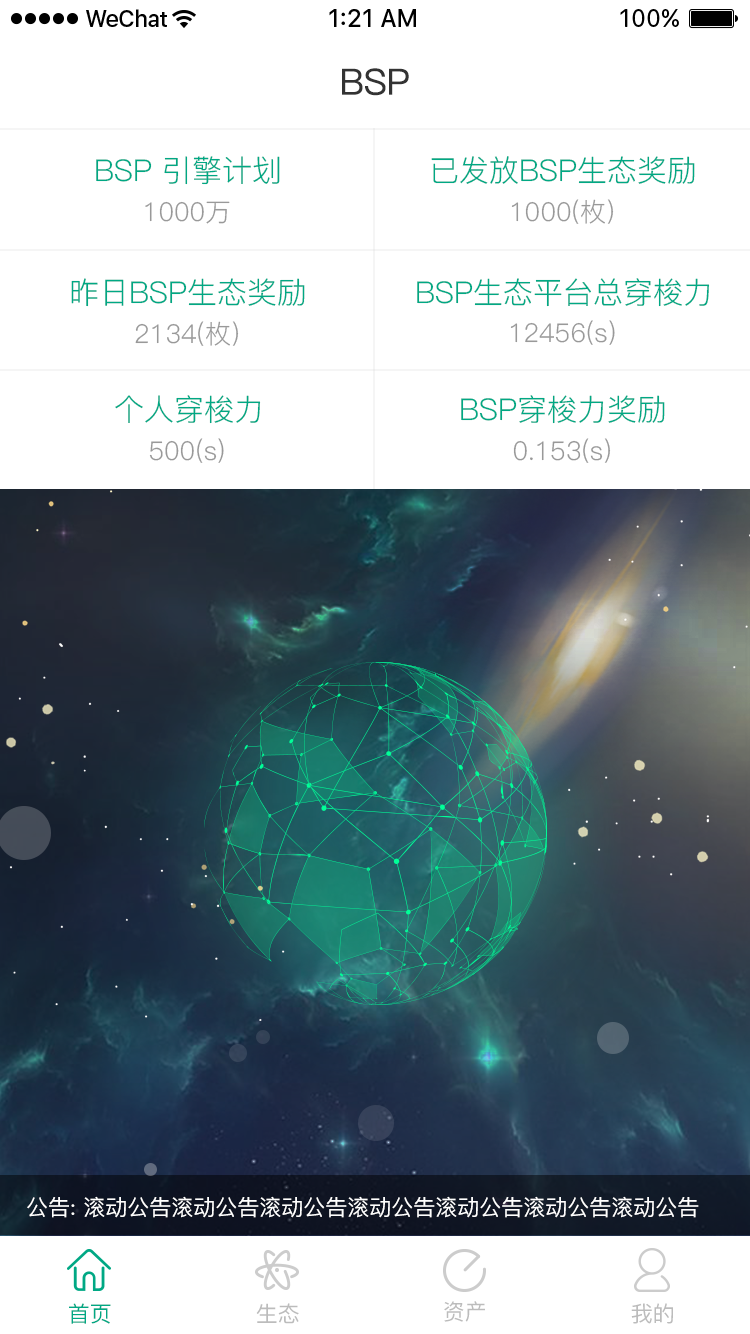 WeChat 1:21 AM 100%
BSP
BSP 引擎计划
1000万
已发放BSP生态奖励
1000(枚)
昨日BSP生态奖励
2134(枚)
BSP生态平台总穿梭力
12456(s)
个人穿梭力
500(s)
BSP穿梭力奖励
0.153(s)
公告: 滚动公告滚动公告滚动公告滚动公告滚动公告滚动公告滚动公告
首页
生态
资产
我的